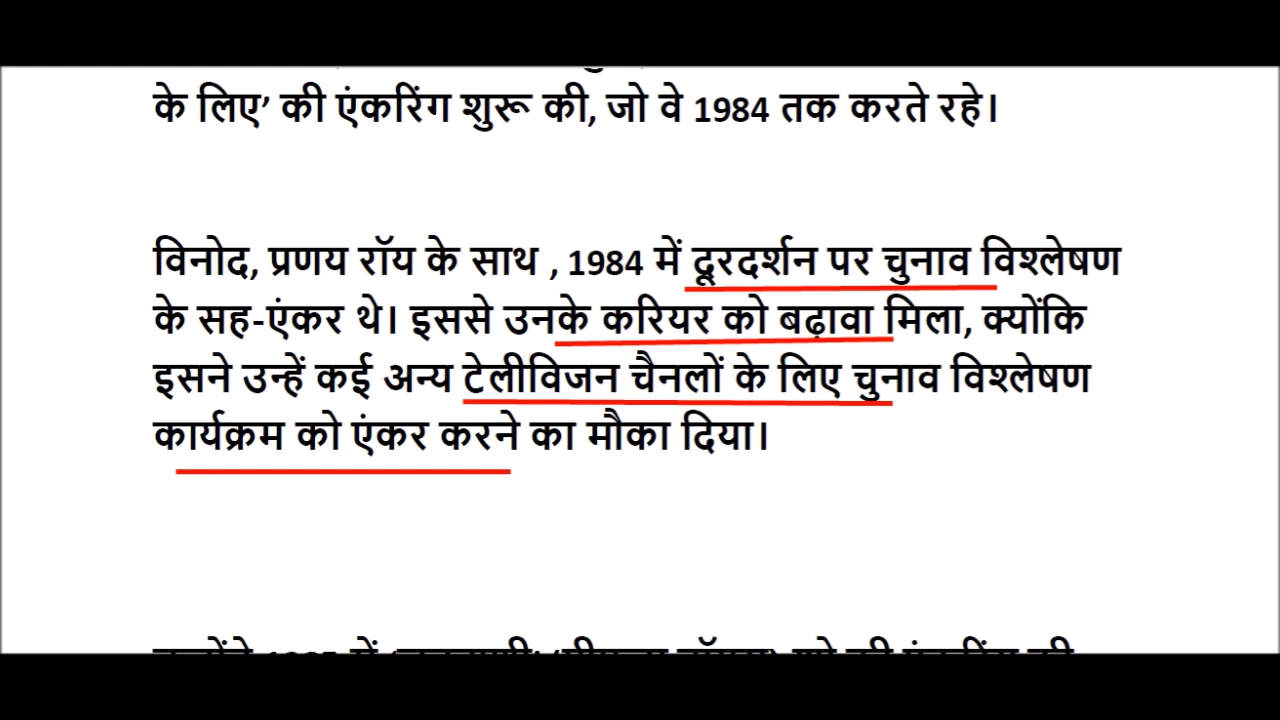 के लिए’ की एंकरिंग शुरू की, जो वे 1984 तक करते रहे।
विनोद, प्रणय रॉय के साथ , 1984 में दूरदर्शन पर चुनाव विश्लेषण
के सह-एंकर थे। इससे उनके करियर को बढ़ावा मिला, क्योंकि
इसने उन्हें कई अन्य टेलीविजन चैनलों के लिए चुनाव विश्लेषण
कार्यक्रम को एंकर करने का मौका दिया।